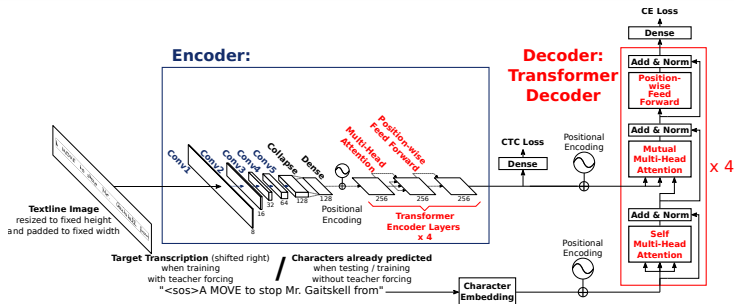 CE Loss
Dense
Encoder:
Decoder:
Transformer
Decoder
Add & Norm
Position-
wise
Feed
Forward
Add & Norm
Mutual
Multi-Head
Attention
x 4
Add & Norm
Self
Multi-Head
Attention
Conv1
Conv2
Conv3
Conv4
Conv5
Collapse
Dense
Multi-Head
Attention
Position-wise
Feed Forward
8
16
32
64
128
128
256
256
256
Positional
Encoding
Transformer
Encoder Layers
x 4
CTC Loss
Dense
Positional
Encoding
Positional
Encoding
Textline Image
resized to fixed height
and padded to fixed width
Target Transcription (shifted right)
when training
with teacher forcing
/
Characters already predicted
when testing / training
without teacher forcing
"<sos>A MOVE to stop Mr. Gaitskell from"
Character
Embedding